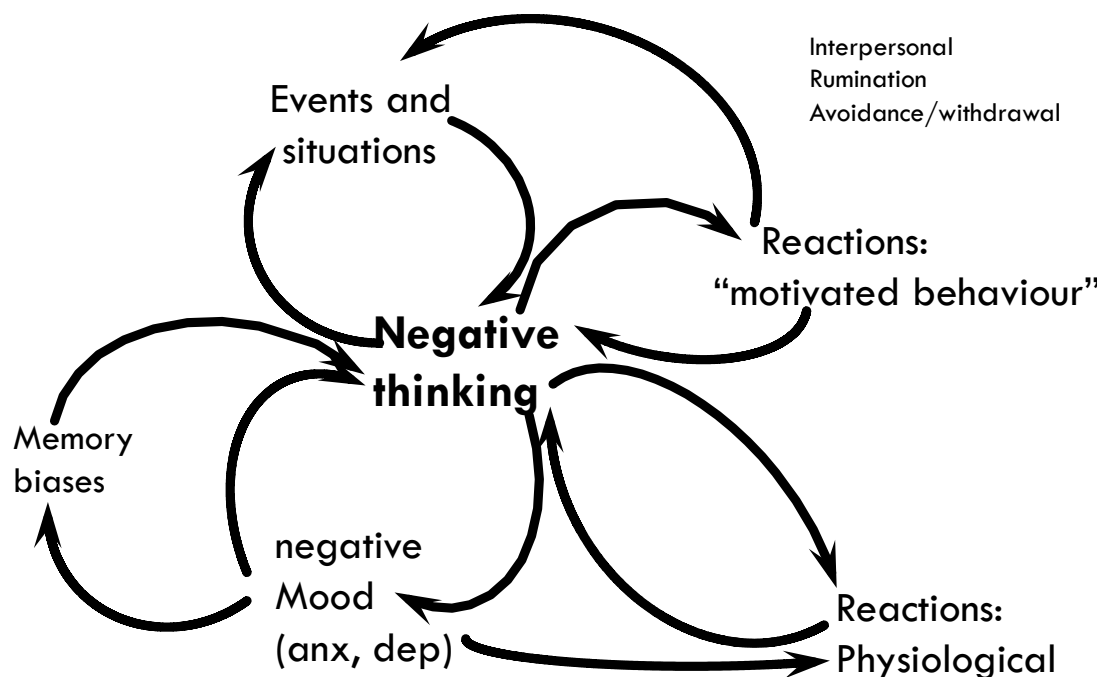 Interpersonal
Rumination
Avoidance/withdrawal
Events and
situations
Reactions:
“motivated behaviour”
Negative
thinking
Memory
biases
negative
Mood
(anx, dep)
Reactions:
Physiological